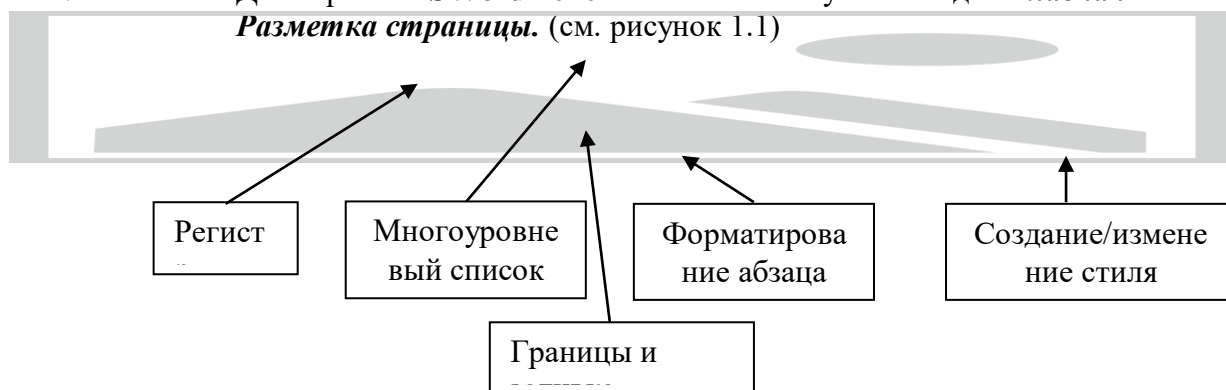 Разметка страницы. (см. рисунок 1.1)
Регист
Многоуровне
вый список
Форматирова
ние абзаца
Создание/измене
ние стиля
Границы и